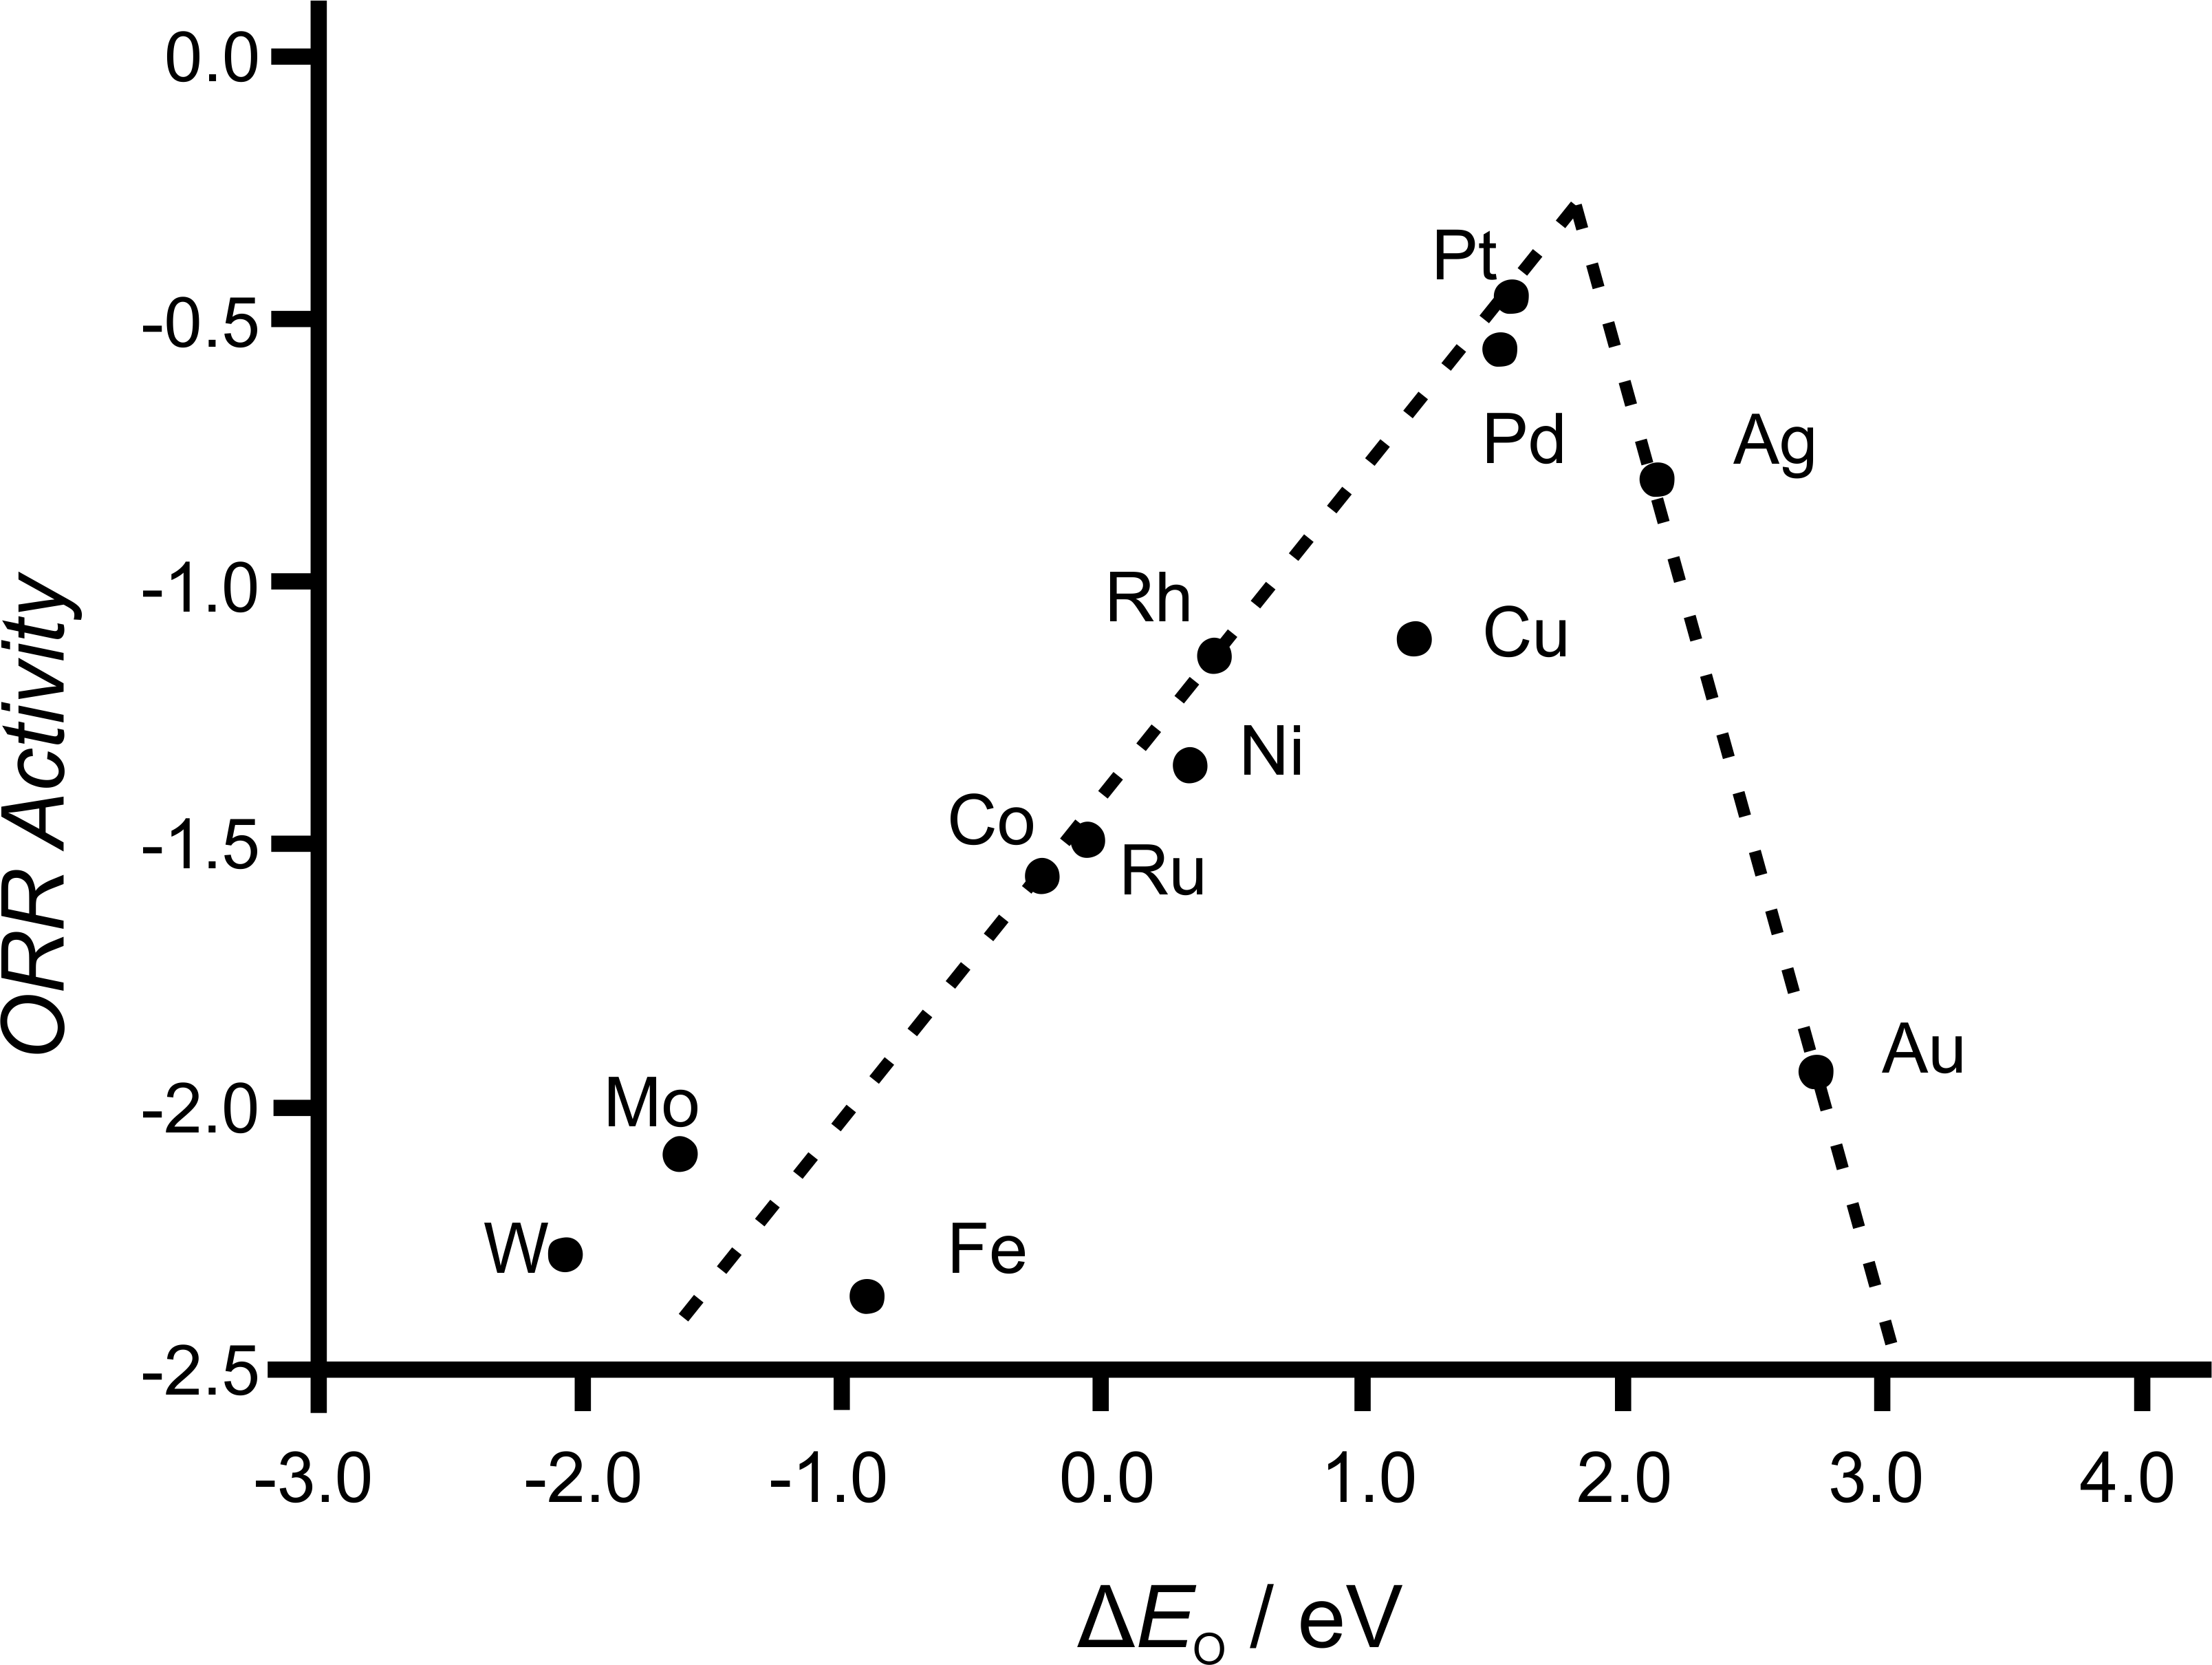 0.0
-0.5
-1.0
-1.5
-2.0
-2.5
ORR Activity
Pt
Pd
Ag
Rh
Cu
Ni
Co
Ru
Au
Mo
W
Fe
-3.0 -2.0 -1.0 0.0 1.0 2.0 3.0 4.0
ΔEO / eV